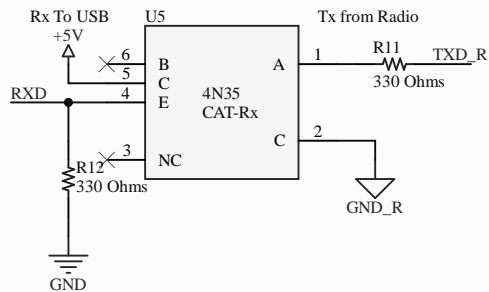 Rx To USB
+5V
U5
Tx from Radio
6
B
5
C
4
E
3
NC
4N35
CAT-Rx
A
1
C
2
R11
330 Ohms
TXD_R
RXD
R12
330 Ohms
GND_R
GND